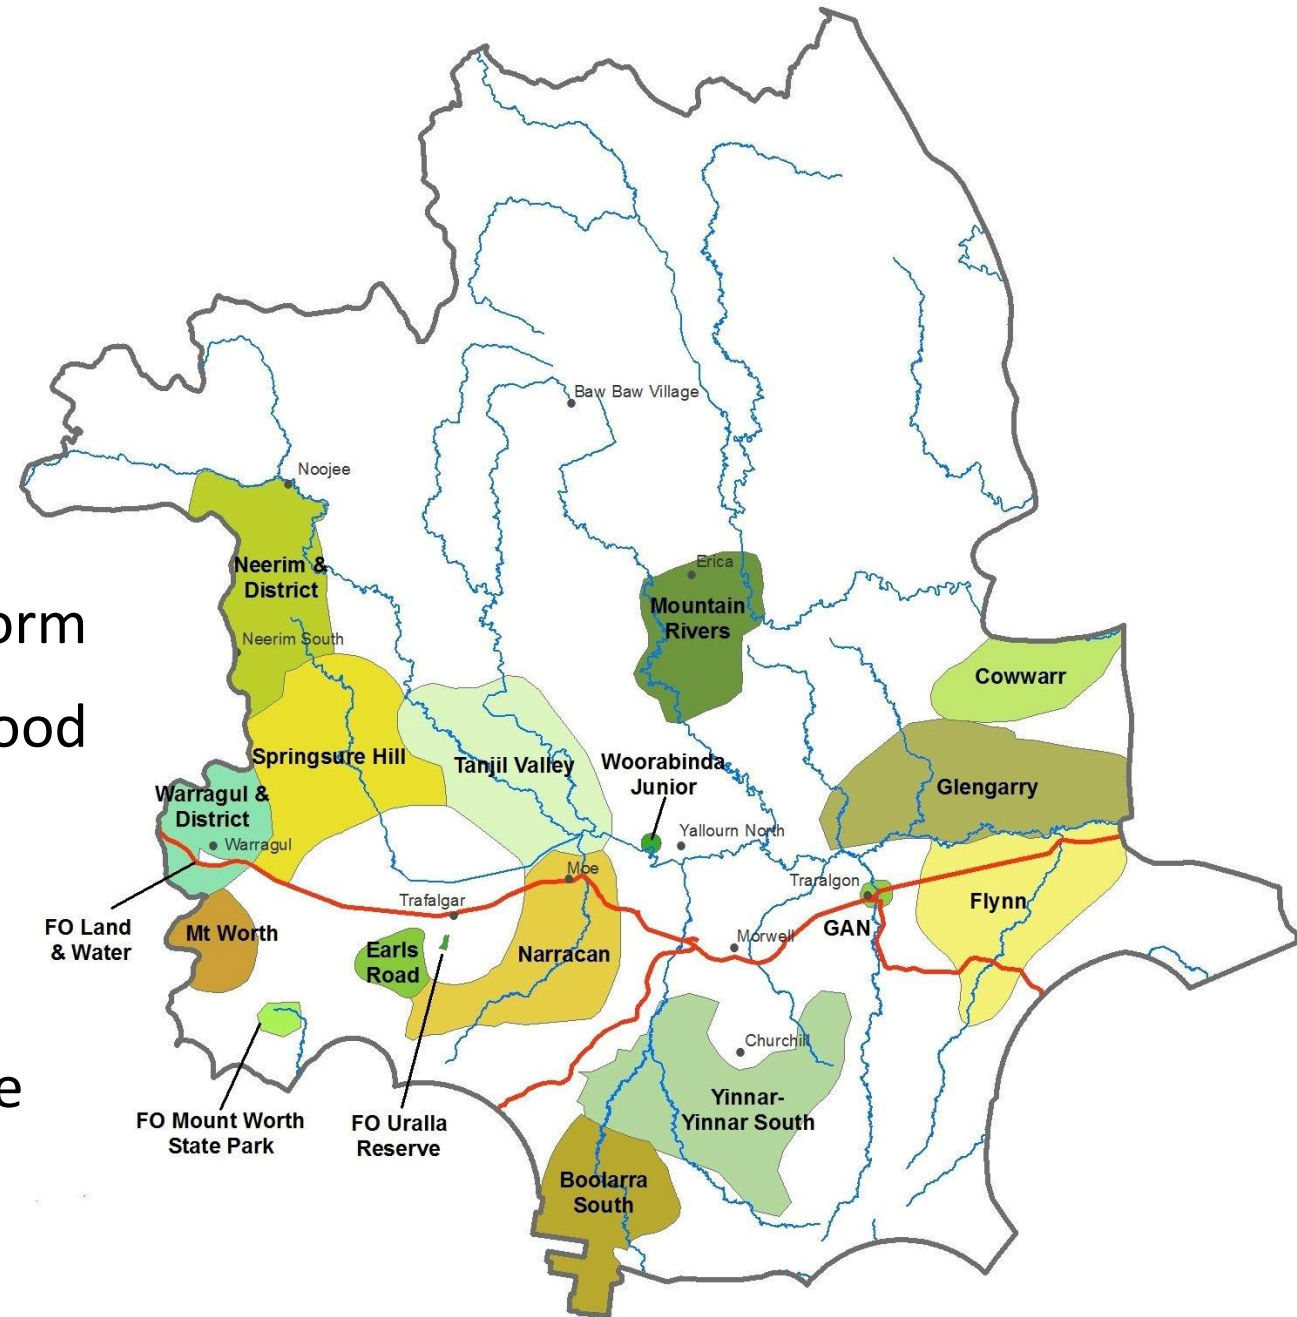 Baw Baw Village
Noojee
Neerim &
District
Erica
Mountain
Rivers
orm
Neerim South
Cowwarr
ood
Springsure Hill
Tanjil Valley
Woorabinda
Junior
Glengarry
Warragul &
District
Warragul
Yallourn North
Moe
Traralgon
Trafalgar
Flynn
FO Land
& Water
Mt Worth
GAN
Earls
Road
Narracan
Morwell
Churchill
e
Yinnar-
Yinnar South
FO Mount Worth
State Park
FO Uralla
Reserve
Boolarra
South